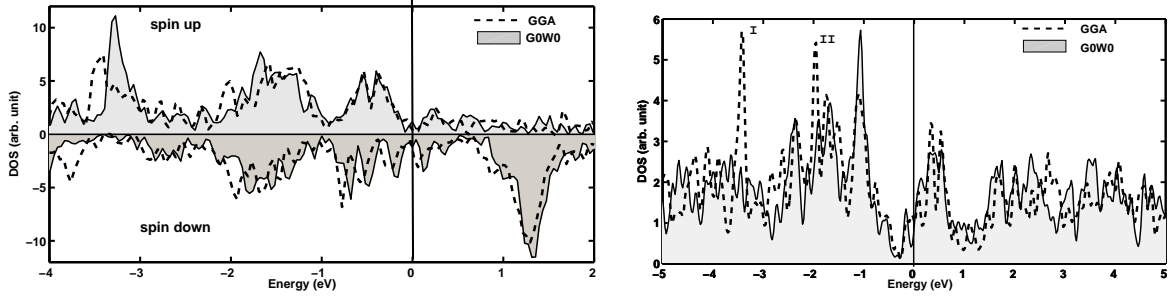 spin up
GGA
G0W0
spin down
10
5
0
−5
−10
DOS (arb. unit)
−4
−3
−2
−1
0
1
2
Energy (eV)
I
II
GGA
G0W0
6
5
4
3
2
1
0
DOS (arb. unit)
−5
−4
−3
−2
−1
0
1
2
3
4
5
Energy (eV)